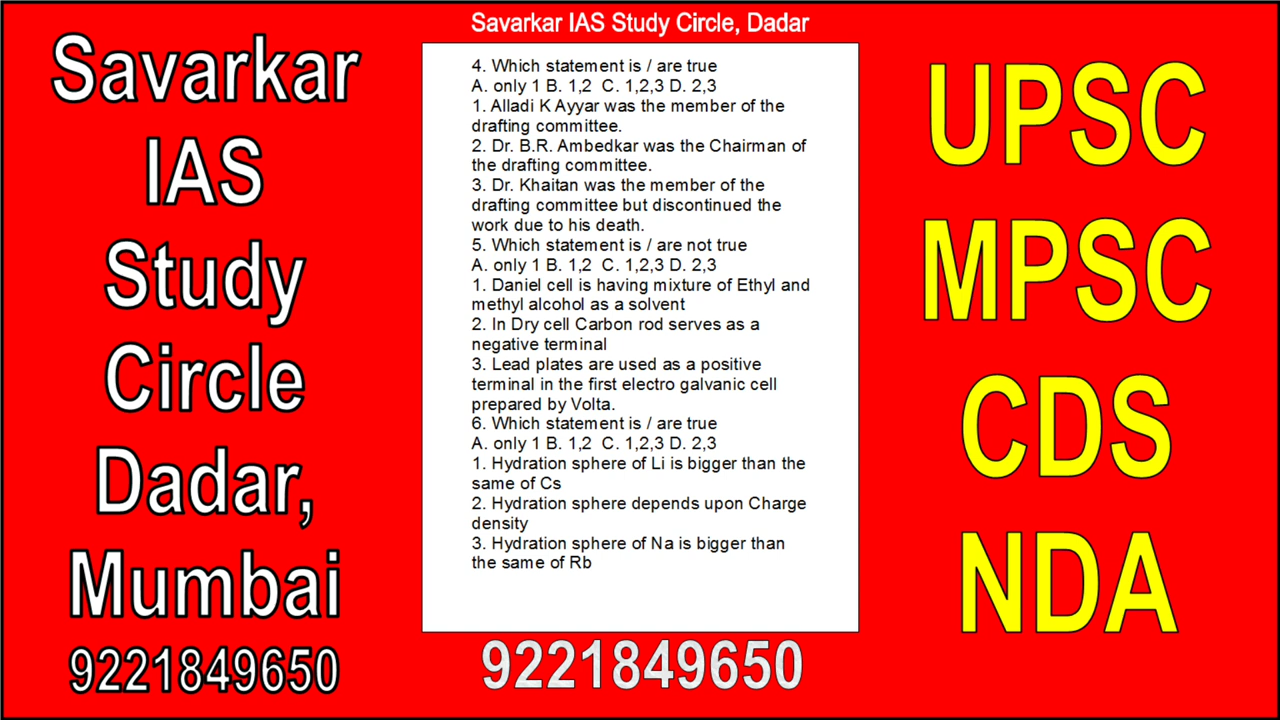 Savarkar
IAS
Study
Circle
Dadar,
Mumbai
9221849650
Savarkar IAS Study Circle, Dadar
4. Which statement is / are true
A. only 1 B. 1,2  C. 1,2,3 D. 2,3
1. Alladi K Ayyar was the member of the
drafting committee.
2. Dr. B.R. Ambedkar was the Chairman of
the drafting committee.
3. Dr. Khaitan was the member of the
drafting committee but discontinued the
work due to his death.
5. Which statement is / are not true
A. only 1 B. 1,2  C. 1,2,3 D. 2,3
1. Daniel cell is having mixture of Ethyl and
methyl alcohol as a solvent
2. In Dry cell Carbon rod serves as a
negative terminal
3. Lead plates are used as a positive
terminal in the first electro galvanic cell
prepared by Volta.
6. Which statement is / are true
A. only 1 B. 1,2  C. 1,2,3 D. 2,3
1. Hydration sphere of Li is bigger than the
same of Cs
2. Hydration sphere depends upon Charge
density
3. Hydration sphere of Na is bigger than
the same of Rb
9221849650
UPSC
MPSC
CDS
NDA